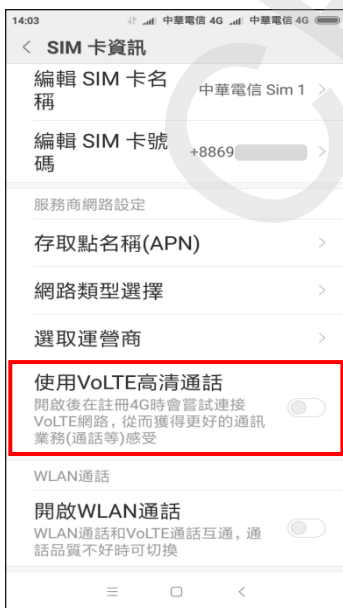 14:03 中華電信 4G 中華電信 4G
SIM 卡資訊
編輯 SIM 卡名
稱
中華電信 Sim 1
編輯 SIM 卡號
碼
+8869
服務商網路設定
存取點名稱(APN)
網路類型選擇
選取運營商
使用VoLTE高清通話
開啟後在註冊4G時會嘗試連接
VoLTE網路，從而獲得更好的通訊
業務(通話等)感受
WLAN通話
開啟WLAN通話
WLAN通話和VoLTE通話互通，通
話品質不好時可切換